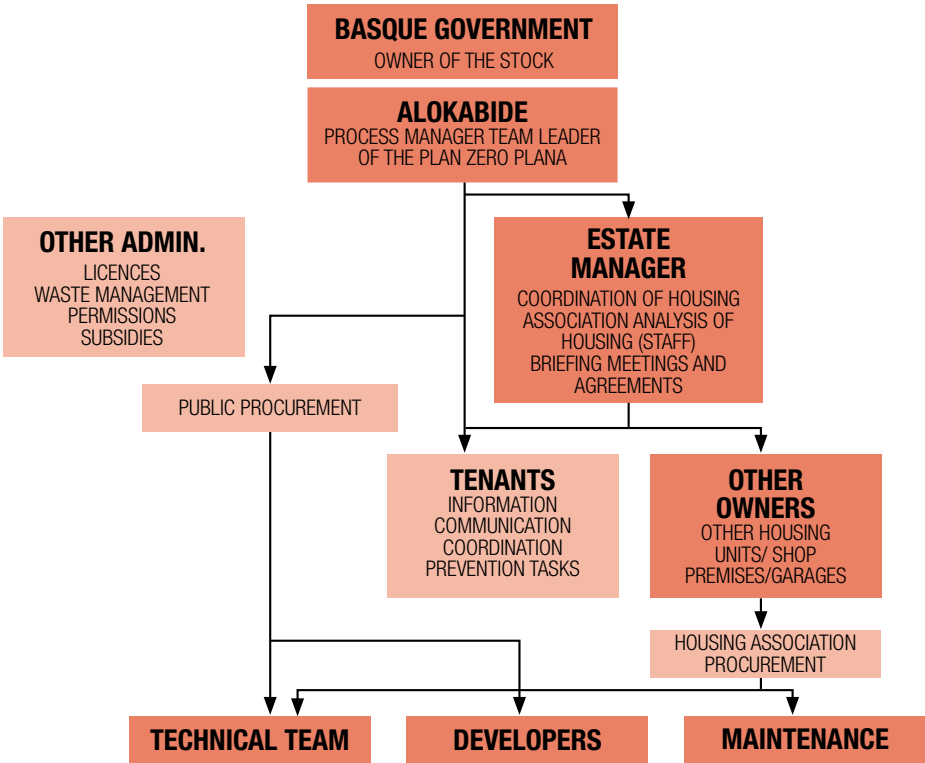 BASQUE GOVERNMENT
OWNER OF THE STOCK
ALOKABIDE
PROCESS MANAGER TEAM LEADER
OF THE PLAN ZERO PLANA
OTHER ADMIN.
LICENCES
WASTE MANAGEMENT
PERMISSIONS
SUBSIDIES
ESTATE
MANAGER
COORDINATION OF HOUSING
ASSOCIATION ANALYSIS OF
HOUSING (STAFF)
BRIEFING MEETINGS AND
AGREEMENTS
PUBLIC PROCUREMENT
TENANTS
INFORMATION
COMMUNICATION
COORDINATION
PREVENTION TASKS
OTHER
OWNERS
OTHER HOUSING
UNITS/ SHOP
PREMISES/GARAGES
HOUSING ASSOCIATION
PROCUREMENT
TECHNICAL TEAM
DEVELOPERS
MAINTENANCE